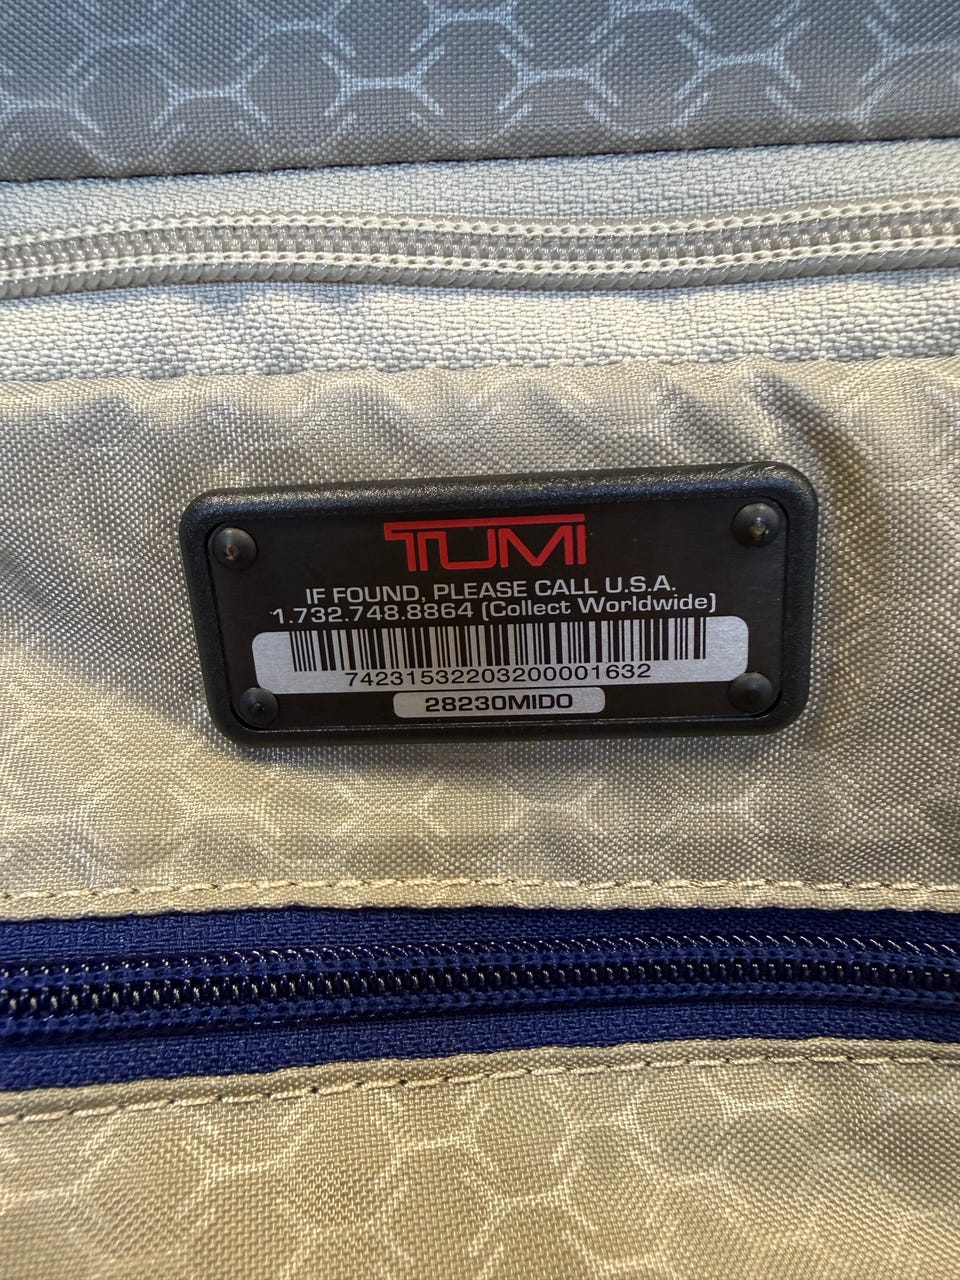 TUMI
IF FOUND, PLEASE CALL U.S.A.
1.732.748.8864 (Collect Worldwide)
74231532203200001632
28230MIDO